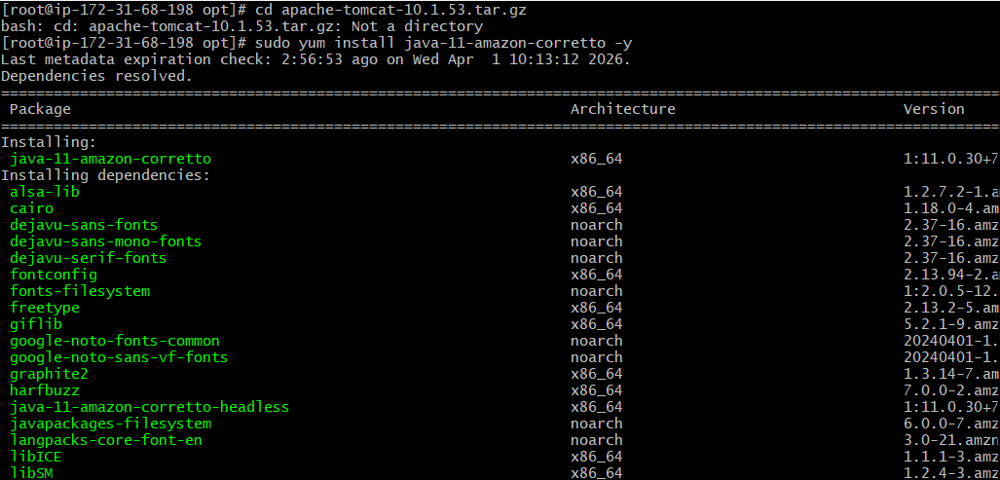 [root@ip-172-31-68-198 opt]# cd apache-tomcat-10.1.53.tar.gz
bash: cd: apache-tomcat-10.1.53.tar.gz: Not a directory
[root@ip-172-31-68-198 opt]# sudo yum install java-11-amazon-corretto -y
Last metadata expiration check: 2:56:53 ago on Wed Apr  1 10:13:12 2026.
Dependencies resolved.
================================================================================================================
 Package Architecture Version
================================================================================================================
Installing:
 java-11-amazon-corretto x86_64 1:11.0.30+7
Installing dependencies:
 alsa-lib x86_64 1.2.7.2-1.a
 cairo x86_64 1.18.0-4.am
 dejavu-sans-fonts noarch 2.37-16.amz
 dejavu-sans-mono-fonts noarch 2.37-16.amz
 dejavu-serif-fonts noarch 2.37-16.amz
 fontconfig x86_64 2.13.94-2.a
 fonts-filesystem noarch 1:2.0.5-12.
 freetype x86_64 2.13.2-5.am
 giflib x86_64 5.2.1-9.amz
 google-noto-fonts-common noarch 20240401-1.
 google-noto-sans-vf-fonts noarch 20240401-1.
 graphite2 x86_64 1.3.14-7.am
 harfbuzz x86_64 7.0.0-2.amz
 java-11-amazon-corretto-headless x86_64 1:11.0.30+7
 javapackages-filesystem noarch 6.0.0-7.amz
 langpacks-core-font-en noarch 3.0-21.amzn
 libICE x86_64 1.1.1-3.amz
 libSM x86_64 1.2.4-3.amz